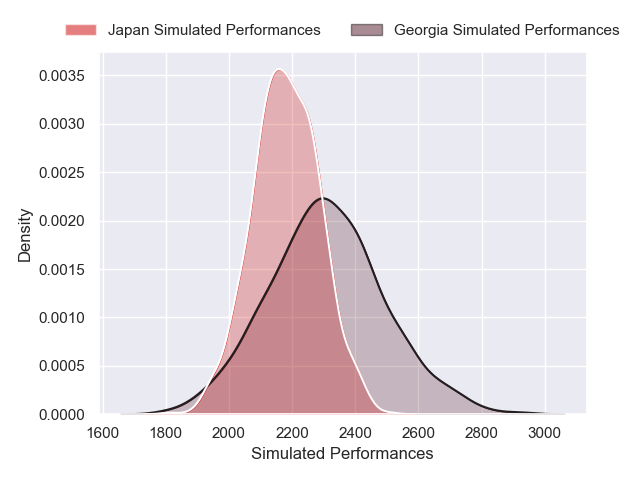 Japan Simulated Performances Georgia Simulated Performances
0.0035
0.0030
0.0025
0.0020
0.0015
0.0010
0.0005
0.0000
Density
1600 1800 2000 2200 2400 2600 2800 3000
Simulated Performances